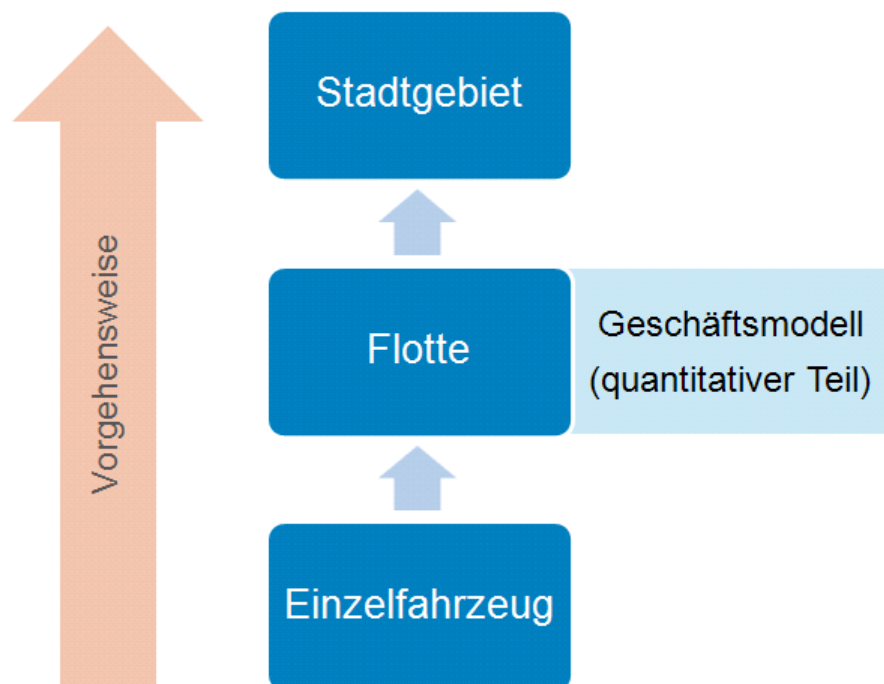 Stadtgebiet
Vorgehensweise
Flotte
Geschäftsmodell
(quantitativer Teil)
Einzelfahrzeug